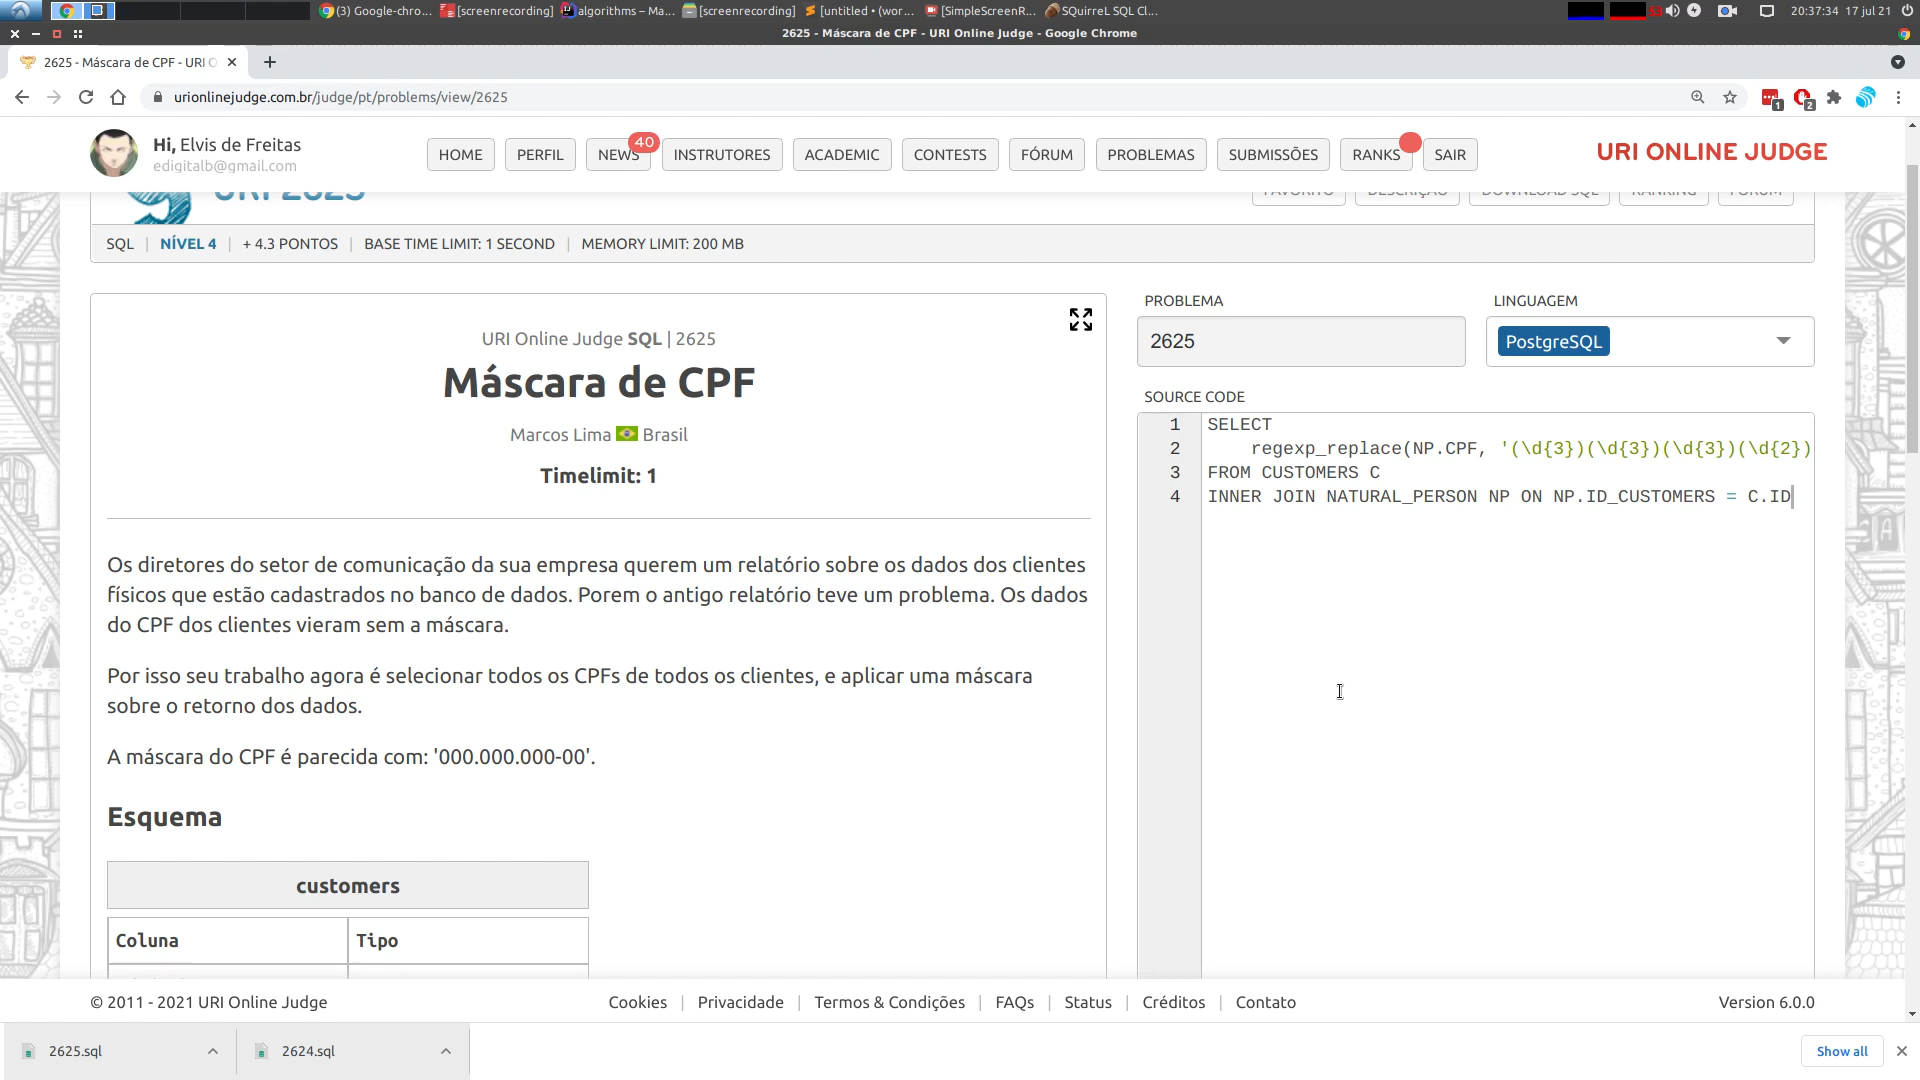 (3) Google-chro...
[screenrecording]
algorithms – Ma...
[screenrecording]
[untitled • (wor...
[SimpleScreenR...
SQuirreL SQL Cl...
20:37:34 17 jul 21
2625 - Máscara de CPF - URI Online Judge - Google Chrome
2625 - Máscara de CPF - URI O
urionlinejudge.com.br/judge/pt/problems/view/2625
1
2
Hi, Elvis de Freitas
edigitalb@gmail.com
HOME
PERFIL
NEWS
40
INSTRUTORES
ACADEMIC
CONTESTS
FÓRUM
PROBLEMAS
SUBMISSÕES
RANKS
SAIR
URI ONLINE JUDGE
URI 2625
FAVORITO
DESCRIÇÃO
DOWNLOAD SQL
RANKING
FÓRUM
SQL | NÍVEL 4 | + 4.3 PONTOS | BASE TIME LIMIT: 1 SECOND | MEMORY LIMIT: 200 MB
URI Online Judge SQL | 2625
Máscara de CPF
Marcos Lima Brasil
Timelimit: 1
Os diretores do setor de comunicação da sua empresa querem um relatório sobre os dados dos clientes
físicos que estão cadastrados no banco de dados. Porem o antigo relatório teve um problema. Os dados
do CPF dos clientes vieram sem a máscara.
Por isso seu trabalho agora é selecionar todos os CPFs de todos os clientes, e aplicar uma máscara
sobre o retorno dos dados.
A máscara do CPF é parecida com: '000.000.000-00'.
Esquema
customers
Coluna Tipo
PROBLEMA
2625
LINGUAGEM
PostgreSQL
SOURCE CODE
1 SELECT
2 regexp_replace(NP.CPF, '(\d{3})(\d{3})(\d{3})(\d{2})
3 FROM CUSTOMERS C
4 INNER JOIN NATURAL_PERSON NP ON NP.ID_CUSTOMERS = C.ID
© 2011 - 2021 URI Online Judge
Cookies | Privacidade | Termos & Condições | FAQs | Status | Créditos | Contato
Version 6.0.0
2625.sql
2624.sql
Show all